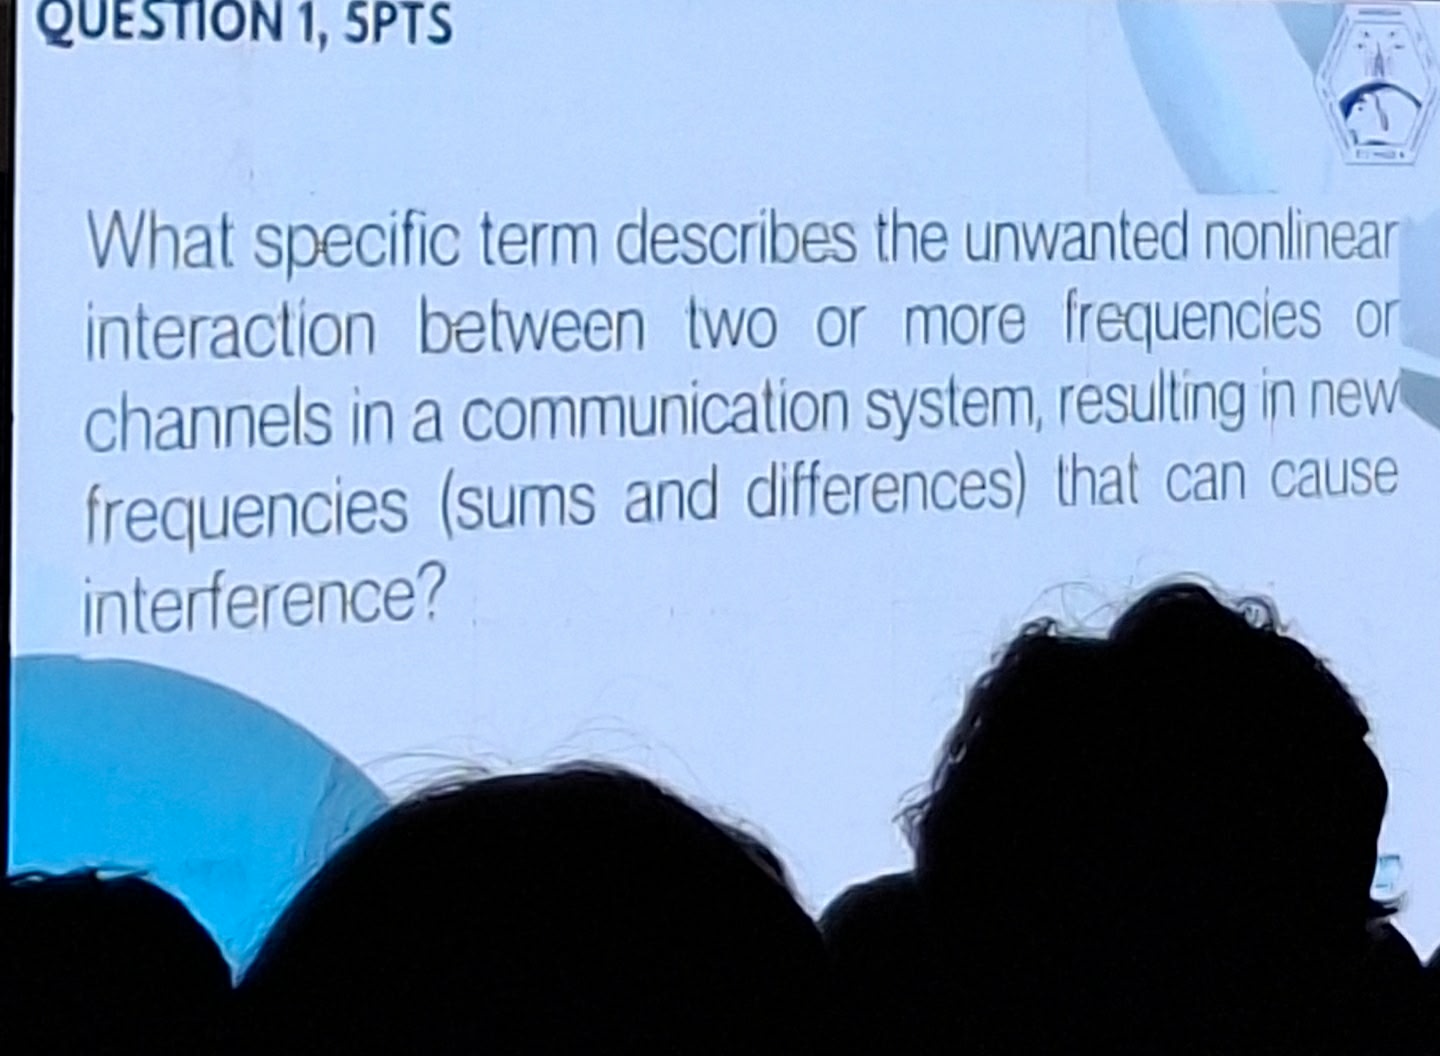 QUESTION 1, 5PTS
What specific term describes the unwanted nonlinear
interaction between two or more frequencies or
channels in a communication system, resulting in new
frequencies (sums and differences) that can cause
interference?